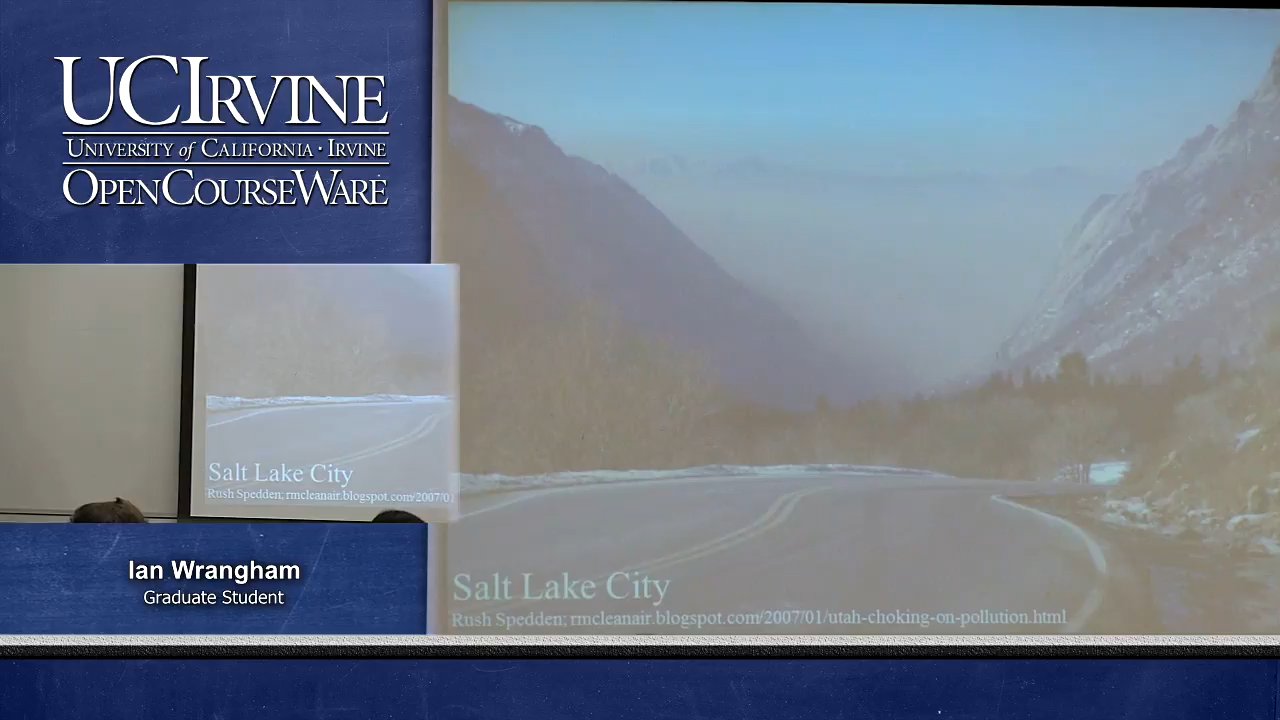 UCIRVINE
UNIVERSITY of CALIFORNIA · IRVINE
OPENCOURSEWARE
Salt Lake City
Rush Spedden; rmcleanair.blogspot.com/2007/01
Ian Wrangham
Graduate Student
Salt Lake City
Rush Spedden; rmcleanair.blogspot.com/2007/01/utah-choking-on-pollution.html